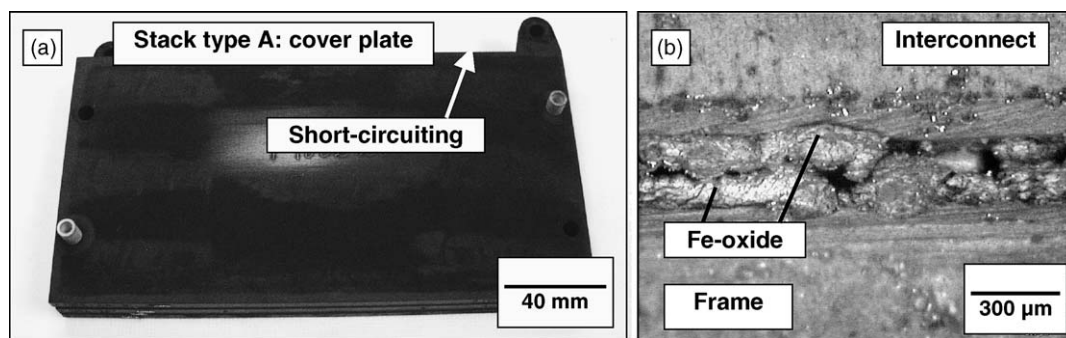 (a)
Stack type A: cover plate
Short-circuiting
40 mm
(b)
Interconnect
Fe-oxide
Frame
300 µm